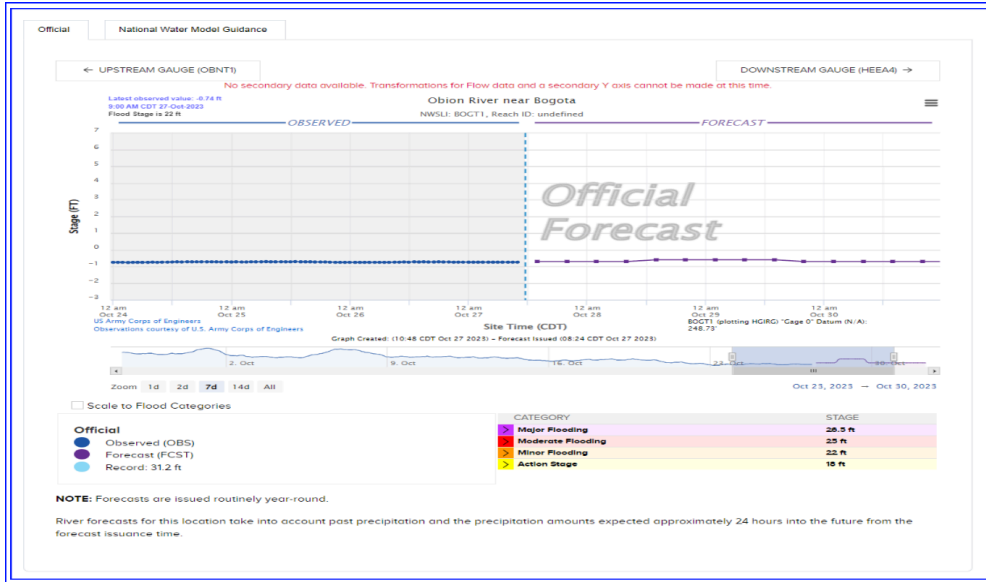 Official
National Water Model Guidance
← UPSTREAM GAUGE (OBNT1)
DOWNSTREAM GAUGE (HEEA4) →
No secondary data available. Transformations for Flow data and a secondary Y axis cannot be made at this time.
Latest observed value: -0.74 ft
9:00 AM CDT 27-Oct-2023
Flood Stage is 22 ft
Obion River near Bogota
NWSLI: BOGT1, Reach ID: undefined
OBSERVED
FORECAST
7
6
5
4
3
2
1
0
-1
-2
-3
Stage (FT)
Official
Forecast
12 am
Oct 24
12 am
Oct 25
12 am
Oct 26
12 am
Oct 27
12 am
Oct 28
12 am
Oct 29
12 am
Oct 30
US Army Corps of Engineers
Observations courtesy of U.S. Army Corps of Engineers
Site Time (CDT)
BOGT1 (plotting HGIRG) "Gage 0" Datum (N/A):
248.73'
Graph Created: (10:48 CDT Oct 27 2023) - Forecast Issued (08:24 CDT Oct 27 2023)
2. Oct
9. Oct
16. Oct
23. Oct
30. Oct
Zoom 1d 2d 7d 14d All
Oct 23, 2023 → Oct 30, 2023
Scale to Flood Categories
Official
Observed (OBS)
Forecast (FCST)
Record: 31.2 ft
CATEGORY STAGE
> Major Flooding 28.5 ft
> Moderate Flooding 25 ft
> Minor Flooding 22 ft
> Action Stage 18 ft
NOTE: Forecasts are issued routinely year-round.
River forecasts for this location take into account past precipitation and the precipitation amounts expected approximately 24 hours into the future from the
forecast issuance time.